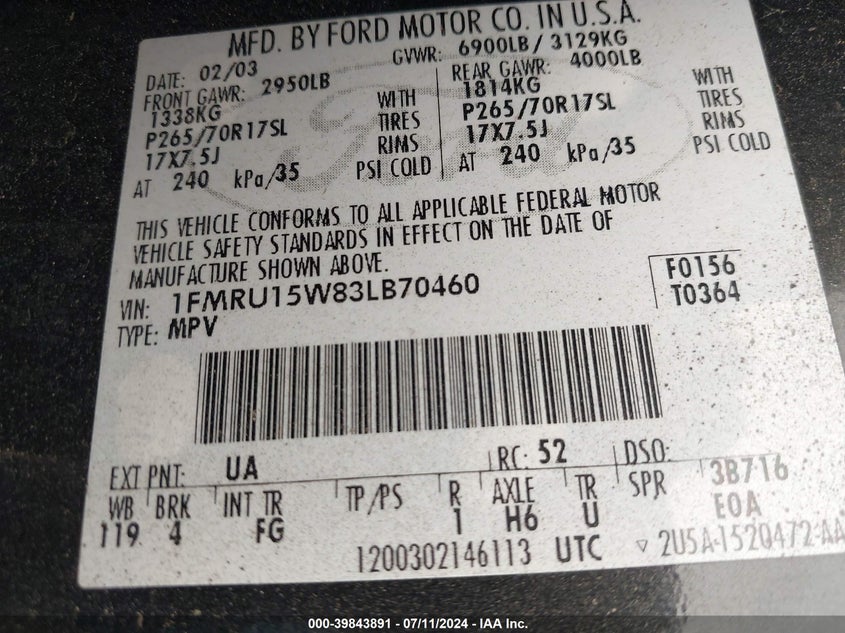 MFD. BY FORD MOTOR CO. IN U.S.A.
DATE: 02/03 GVWR: 6900LB / 3129KG
FRONT GAWR: 2950LB REAR GAWR: 4000LB
1338KG WITH 1814KG WITH
P265/70R17SL TIRES P265/70R17SL TIRES
17X7.5J RIMS 17X7.5J RIMS
AT 240 kPa/35 PSI COLD AT 240 kPa/35 PSI COLD
THIS VEHICLE CONFORMS TO ALL APPLICABLE FEDERAL MOTOR
VEHICLE SAFETY STANDARDS IN EFFECT ON THE DATE OF
MANUFACTURE SHOWN ABOVE.
VIN: 1FMRU15W83LB70460 F0156
TYPE: MPV T0364
EXT PNT: UA RC: 52 DSO:
WB BRK INT TR TP/PS R AXLE TR SPR 3B716
119 4 FG 1 H6 U E0A
1200302146113 UTC ▽ 2U5A-1520472-AA
000-39843891 / 07/11/2024 - IAA Inc.